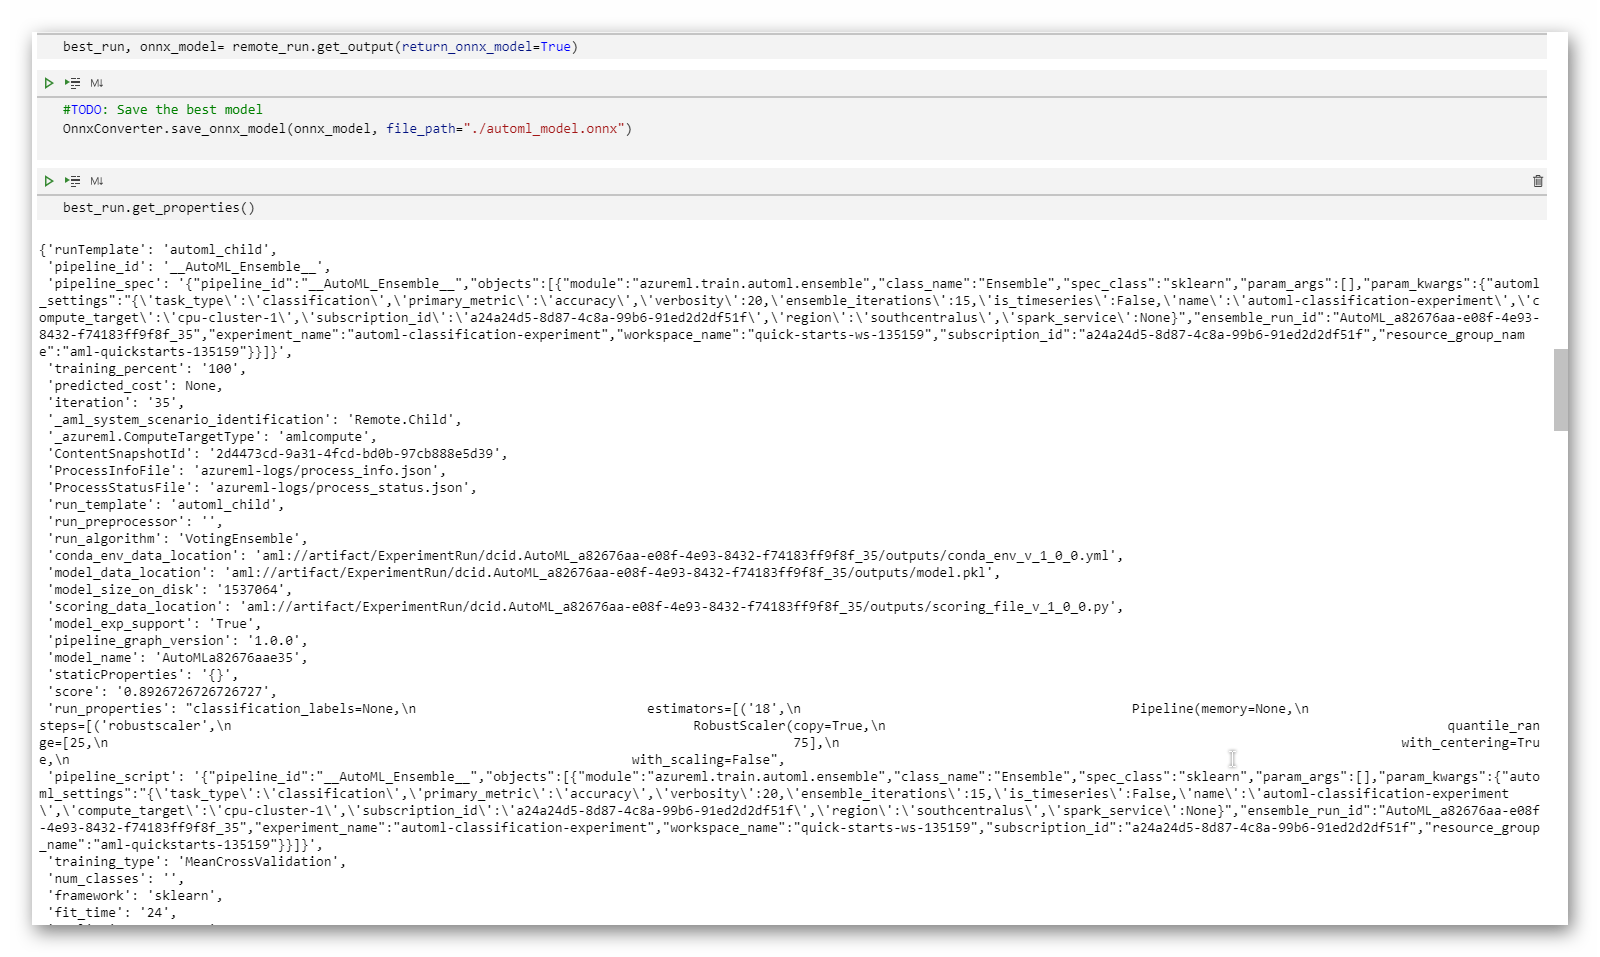 best_run, onnx_model= remote_run.get_output(return_onnx_model=True)
M↓
#TODO: Save the best model
OnnxConverter.save_onnx_model(onnx_model, file_path="./automl_model.onnx")
M↓
best_run.get_properties()
{'runTemplate': 'automl_child',
'pipeline_id': '__AutoML_Ensemble__',
'pipeline_spec': '{"pipeline_id":"__AutoML_Ensemble__","objects":[{"module":"azureml.train.automl.ensemble","class_name":"Ensemble","spec_class":"sklearn","param_args":[],"param_kwargs":{"automl
_settings":"{\'task_type\':\'classification\',\'primary_metric\':\'accuracy\',\'verbosity\':20,\'ensemble_iterations\':15,\'is_timeseries\':False,\'name\':\'automl-classification-experiment\',\'c
ompute_target\':\'cpu-cluster-1\',\'subscription_id\':\'a24a24d5-8d87-4c8a-99b6-91ed2d2df51f\',\'region\':\'southcentralus\',\'spark_service\':None}","ensemble_run_id":"AutoML_a82676aa-e08f-4e93-
8432-f74183ff9f8f_35","experiment_name":"automl-classification-experiment","workspace_name":"quick-starts-ws-135159","subscription_id":"a24a24d5-8d87-4c8a-99b6-91ed2d2df51f","resource_group_nam
e":"aml-quickstarts-135159"}}]}',
'training_percent': '100',
'predicted_cost': None,
'iteration': '35',
'_aml_system_scenario_identification': 'Remote.Child',
'_azureml.ComputeTargetType': 'amlcompute',
'ContentSnapshotId': '2d4473cd-9a31-4fcd-bd0b-97cb888e5d39',
'ProcessInfoFile': 'azureml-logs/process_info.json',
'ProcessStatusFile': 'azureml-logs/process_status.json',
'run_template': 'automl_child',
'run_preprocessor': '',
'run_algorithm': 'VotingEnsemble',
'conda_env_data_location': 'aml://artifact/ExperimentRun/dcid.AutoML_a82676aa-e08f-4e93-8432-f74183ff9f8f_35/outputs/conda_env_v_1_0_0.yml',
'model_data_location': 'aml://artifact/ExperimentRun/dcid.AutoML_a82676aa-e08f-4e93-8432-f74183ff9f8f_35/outputs/model.pkl',
'model_size_on_disk': '1537064',
'scoring_data_location': 'aml://artifact/ExperimentRun/dcid.AutoML_a82676aa-e08f-4e93-8432-f74183ff9f8f_35/outputs/scoring_file_v_1_0_0.py',
'model_exp_support': 'True',
'pipeline_graph_version': '1.0.0',
'model_name': 'AutoMLa82676aae35',
'staticProperties': '{}',
'score': '0.8926726726726727',
'run_properties': "classification_labels=None,\n estimators=[('18',\n Pipeline(memory=None,\n
steps=[('robustscaler',\n RobustScaler(copy=True,\n quantile_ran
ge=[25,\n 75],\n with_centering=Tru
e,\n with_scaling=False",
'pipeline_script': '{"pipeline_id":"__AutoML_Ensemble__","objects":[{"module":"azureml.train.automl.ensemble","class_name":"Ensemble","spec_class":"sklearn","param_args":[],"param_kwargs":{"auto
ml_settings":"{\'task_type\':\'classification\',\'primary_metric\':\'accuracy\',\'verbosity\':20,\'ensemble_iterations\':15,\'is_timeseries\':False,\'name\':\'automl-classification-experiment
\',\'compute_target\':\'cpu-cluster-1\',\'subscription_id\':\'a24a24d5-8d87-4c8a-99b6-91ed2d2df51f\',\'region\':\'southcentralus\',\'spark_service\':None}","ensemble_run_id":"AutoML_a82676aa-e08f
-4e93-8432-f74183ff9f8f_35","experiment_name":"automl-classification-experiment","workspace_name":"quick-starts-ws-135159","subscription_id":"a24a24d5-8d87-4c8a-99b6-91ed2d2df51f","resource_group
_name":"aml-quickstarts-135159"}}]}',
'training_type': 'MeanCrossValidation',
'num_classes': '',
'framework': 'sklearn',
'fit_time': '24',